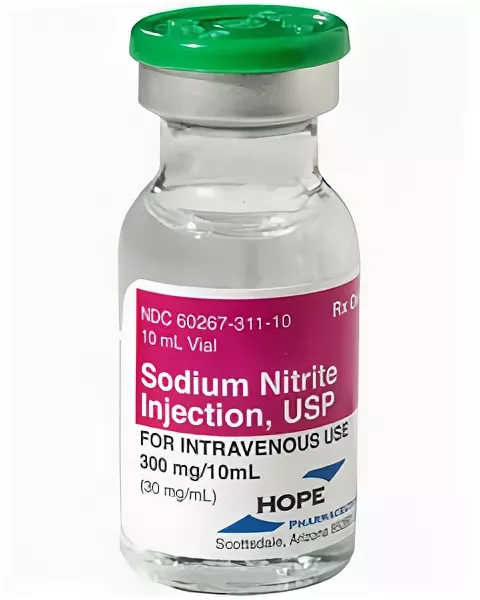 NDC 60267-311-10
Rx
10 mL Vial
Sodium Nitrite
Injection, USP
FOR INTRAVENOUS USE
300 mg/10mL
(30 mg/mL)
HOPE
Scottsdale, Arizona